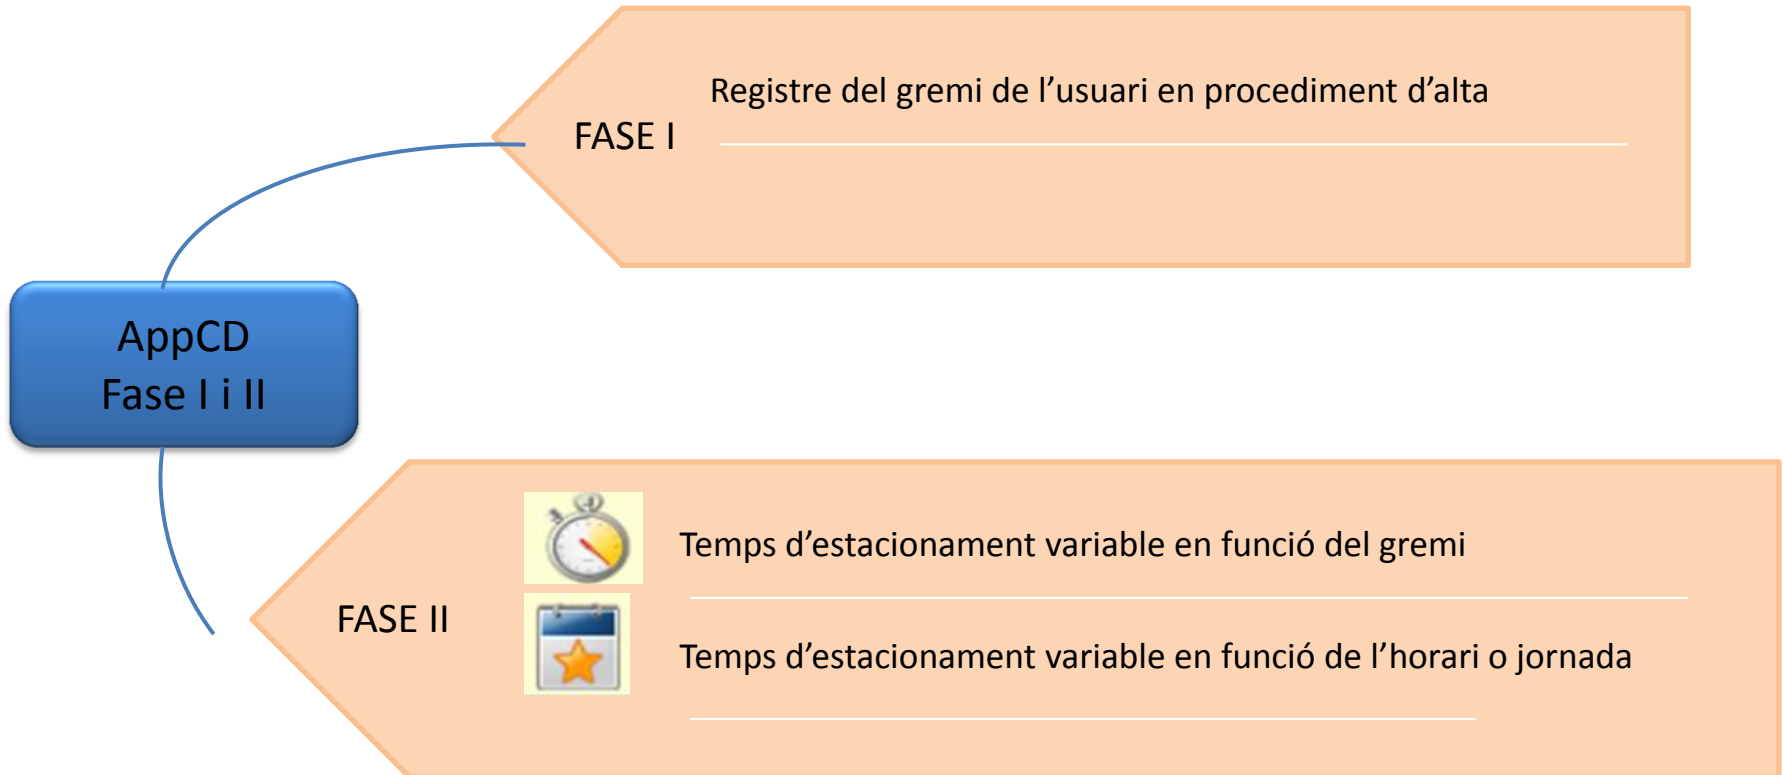 Registre del gremi de l’usuari en procediment d’alta
FASE I
AppCD
Fase I i II
Temps d’estacionament variable en funció del gremi
FASE II
Temps d’estacionament variable en funció de l’horari o jornada